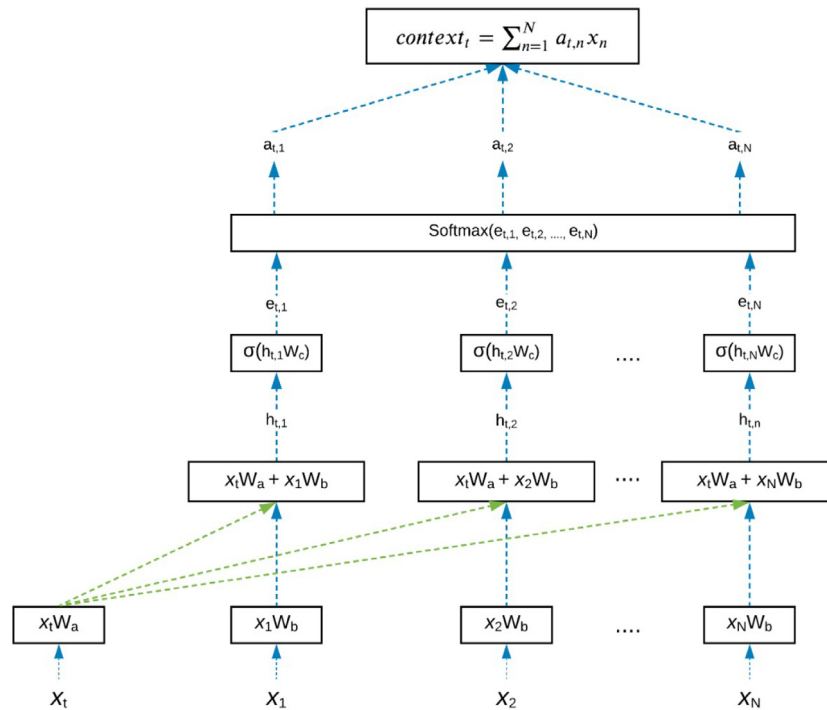 context_t = ∑_{n=1}^{N} a_{t,n} x_n
a_{t,1} a_{t,2} a_{t,N}
Softmax(e_{t,1}, e_{t,2}, ...., e_{t,N})
e_{t,1} e_{t,2} e_{t,N}
σ(h_{t,1}W_c) σ(h_{t,2}W_c) .... σ(h_{t,N}W_c)
h_{t,1} h_{t,2} h_{t,n}
x_tW_a + x_1W_b x_tW_a + x_2W_b .... x_tW_a + x_NW_b
x_tW_a x_1W_b x_2W_b .... x_NW_b
x_t x_1 x_2 x_N